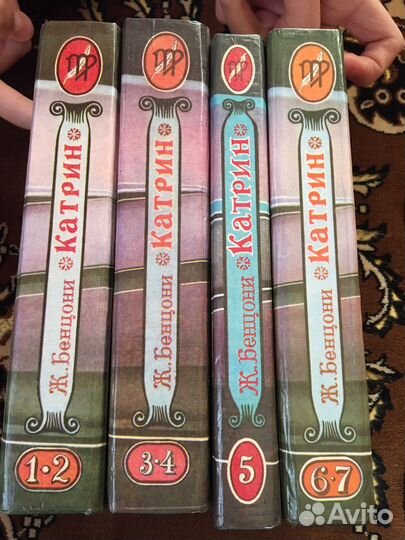 Ж. Бенцони * Катрин *
1·2
Ж. Бенцони * Катрин *
3·4
Ж. Бенцони * Катрин *
5
Ж. Бенцони * Катрин *
6·7
Avito